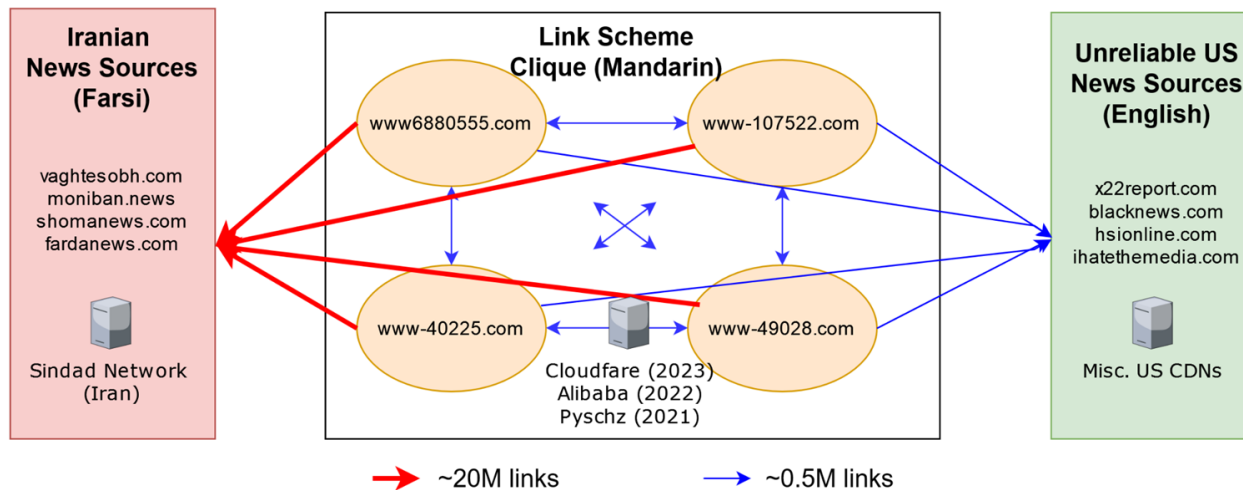 Iranian
News Sources
(Farsi)
vaghtesobh.com
moniban.news
shomanews.com
fardanews.com
Sindad Network
(Iran)
Link Scheme
Clique (Mandarin)
www6880555.com
www-107522.com
www-40225.com
www-49028.com
Cloudfare (2023)
Alibaba (2022)
Pyschz (2021)
Unreliable US
News Sources
(English)
x22report.com
blacknews.com
hsionline.com
ihatethemedia.com
Misc. US CDNs
~20M links
~0.5M links